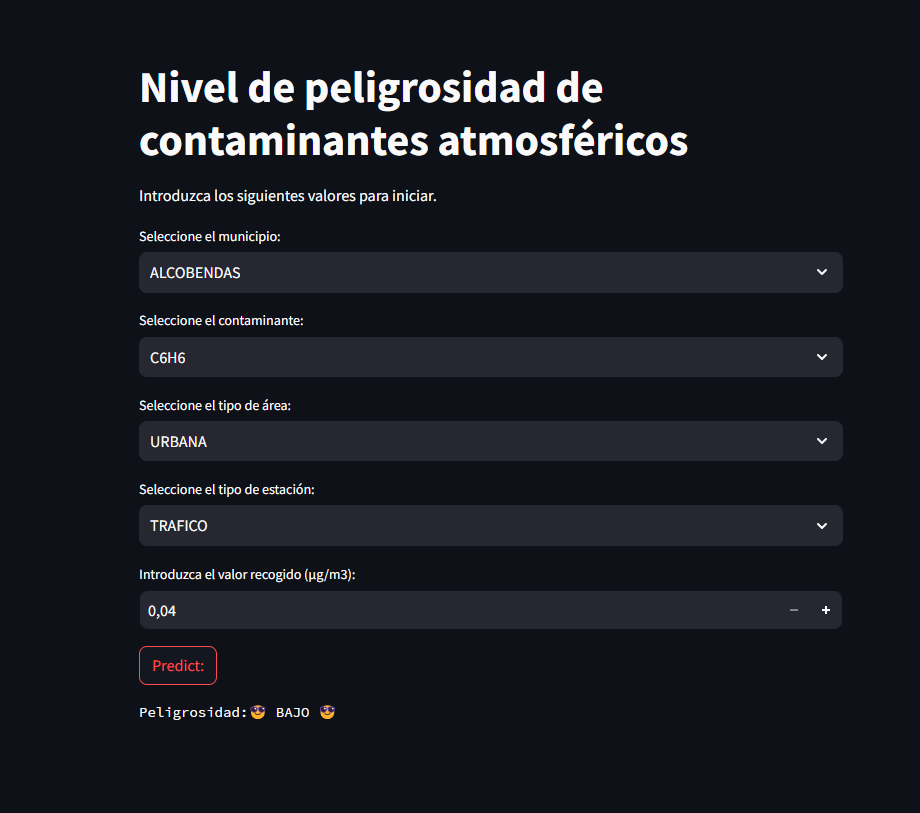 Nivel de peligrosidad de
contaminantes atmosféricos
Introduzca los siguientes valores para iniciar.
Seleccione el municipio:
ALCOBENDAS
Seleccione el contaminante:
C6H6
Seleccione el tipo de área:
URBANA
Seleccione el tipo de estación:
TRAFICO
Introduzca el valor recogido (µg/m3):
0,04
Predict:
Peligrosidad: BAJO